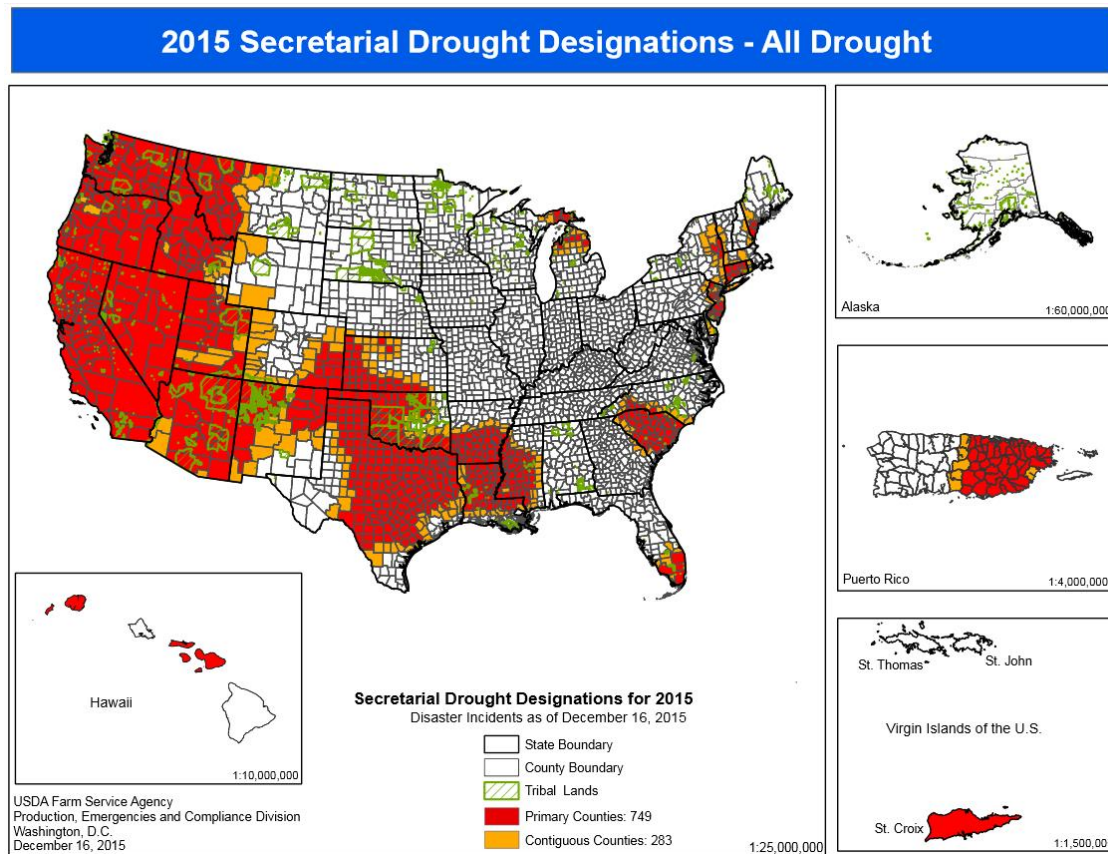 2015 Secretarial Drought Designations - All Drought
Alaska
1:60,000,000
Puerto Rico
1:4,000,000
St. Thomas
St. John
Virgin Islands of the U.S.
St. Croix
1:1,500,000
Hawaii
1:10,000,000
Secretarial Drought Designations for 2015
Disaster Incidents as of December 16, 2015
State Boundary
County Boundary
Tribal Lands
Primary Counties: 749
Contiguous Counties: 283
1:25,000,000
USDA Farm Service Agency
Production, Emergencies and Compliance Division
Washington, D.C.
December 16, 2015